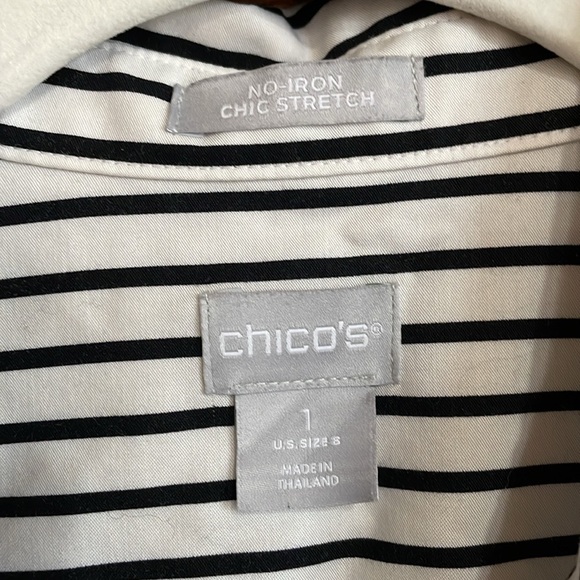 NO-IRON
CHIC STRETCH
chico's®
1
U.S. SIZE 8
MADE IN
THAILAND